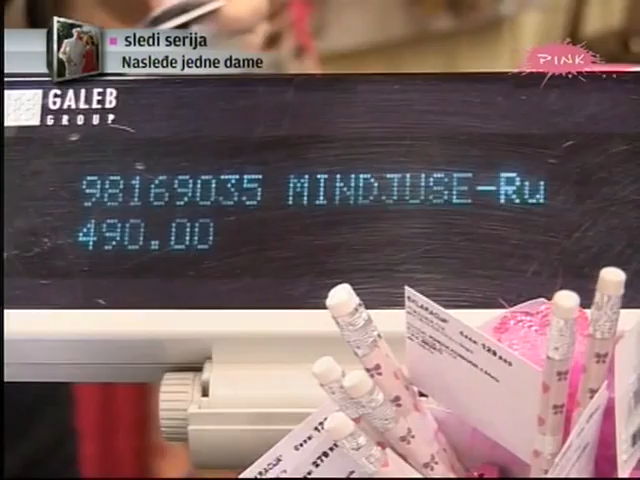 sledi serija
Nasleđe jedne dame
PINK
GALEB
GROUP
98169035 MINDJUSE-Ru
490.00